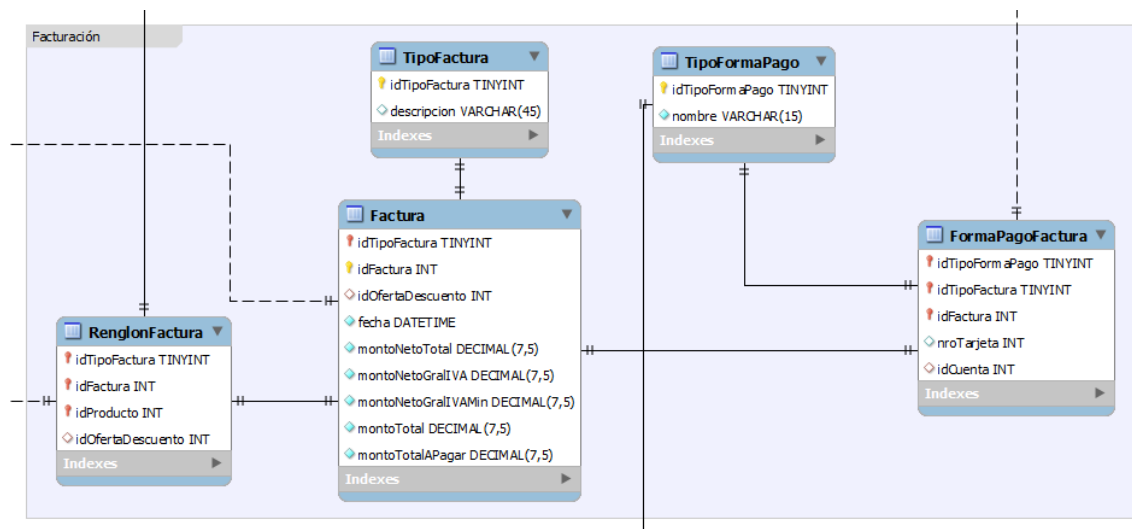 Facturación
TipoFactura
idTipoFactura TINYINT
descripcion VARCHAR(45)
Indexes
TipoFormaPago
idTipoFormaPago TINYINT
nombre VARCHAR(15)
Indexes
Factura
idTipoFactura TINYINT
idFactura INT
idOfertaDescuento INT
fecha DATETIME
montoNetoTotal DECIMAL(7,5)
montoNetoGralIVA DECIMAL(7,5)
montoNetoGralIVAMin DECIMAL(7,5)
montoTotal DECIMAL(7,5)
montoTotalAPagar DECIMAL(7,5)
Indexes
FormaPagoFactura
idTipoFormaPago TINYINT
idTipoFactura TINYINT
idFactura INT
nroTarjeta INT
idCuenta INT
Indexes
RenglonFactura
idTipoFactura TINYINT
idFactura INT
idProducto INT
idOfertaDescuento INT
Indexes